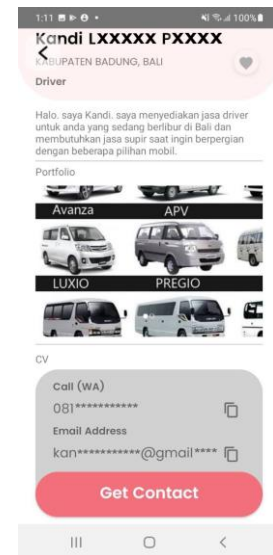 1:11
100%
Kandi LXXXXX PXXXX
KABUPATEN BADUNG, BALI
Driver
Halo. saya Kandi. saya menyediakan jasa driver
untuk anda yang sedang berlibur di Bali dan
membutuhkan jasa supir saat ingin berpergian
dengan beberapa pilihan mobil.
Portfolio
Avanza APV
LUXIO PREGIO
CV
Call (WA)
081***********
Email Address
kan***********@gmail****
Get Contact